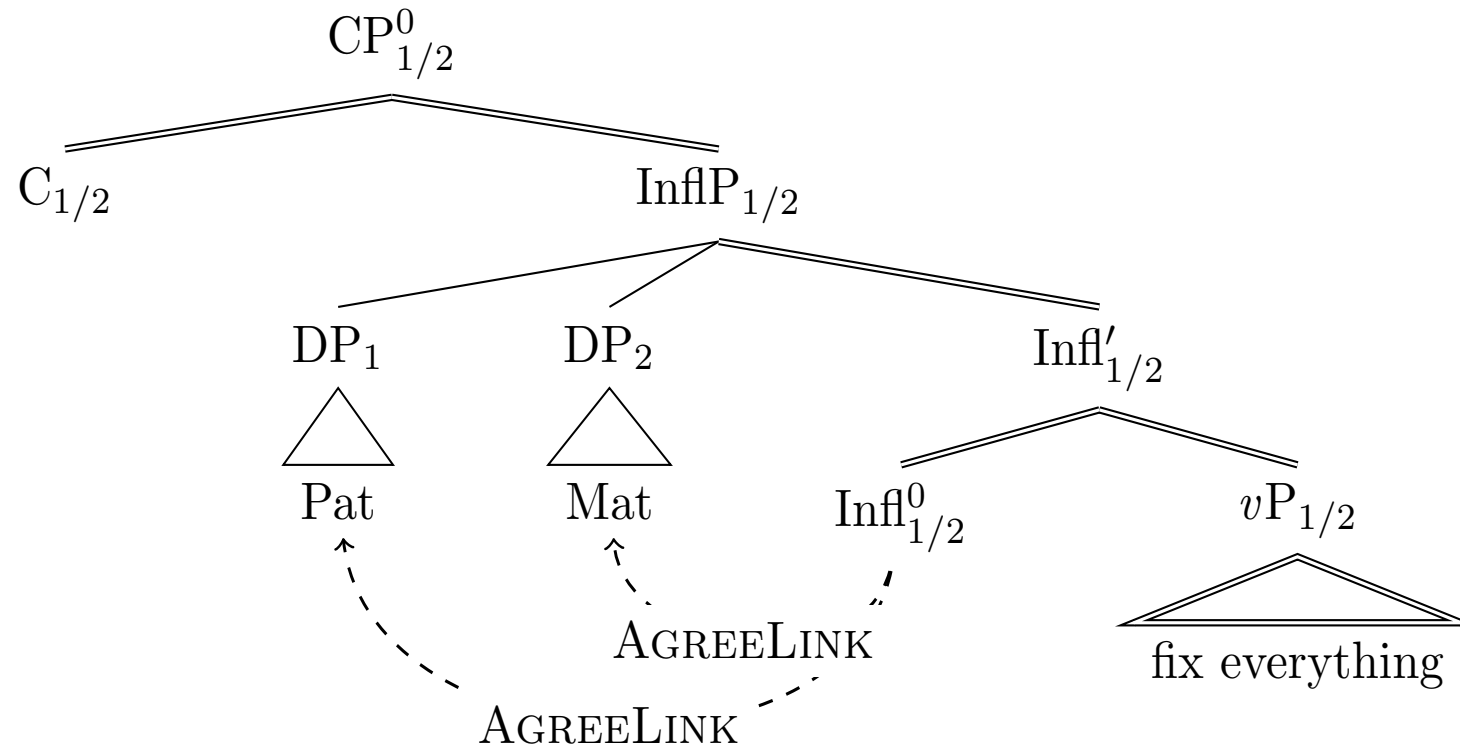 CP⁰₁/₂
C₁/₂ InflP₁/₂
DP₁ DP₂ Infl′₁/₂
Pat Mat Infl⁰₁/₂ vP₁/₂
AGREELINK fix everything
AGREELINK